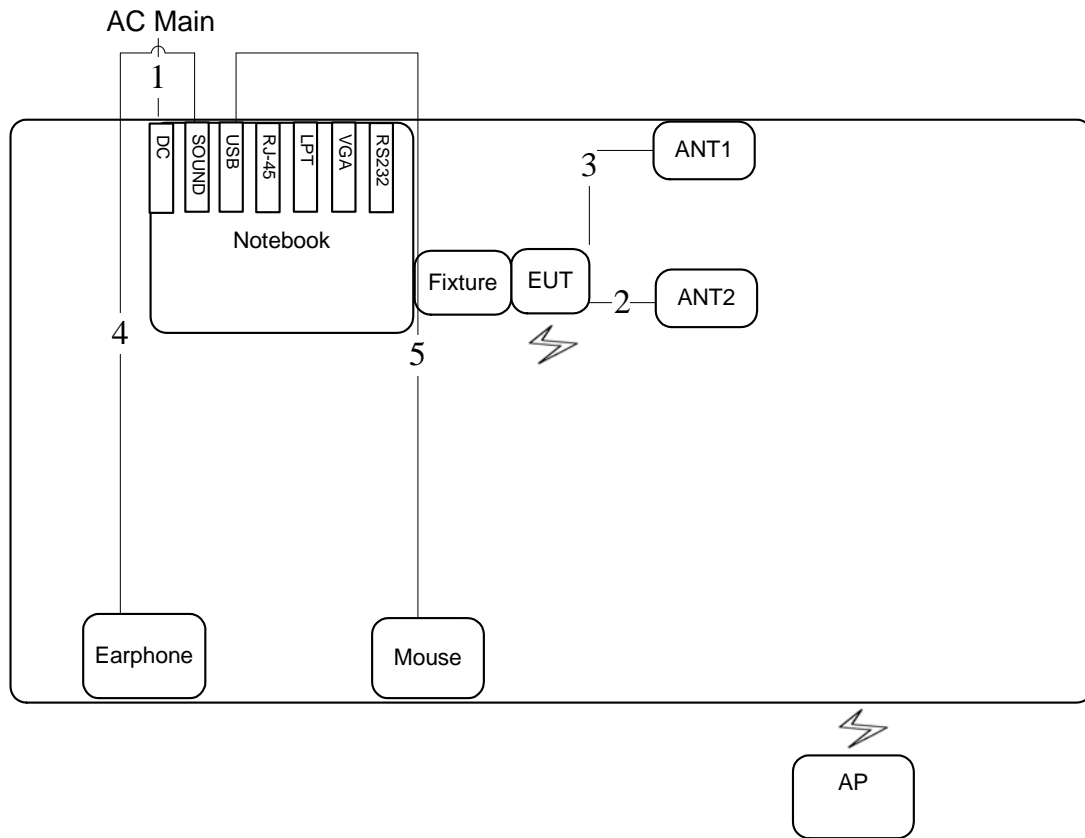 AC Main
1
DC
SOUND
USB
RJ-45
LPT
VGA
RS232
Notebook
3
ANT1
Fixture
EUT
2
ANT2
4
5
Earphone
Mouse
AP